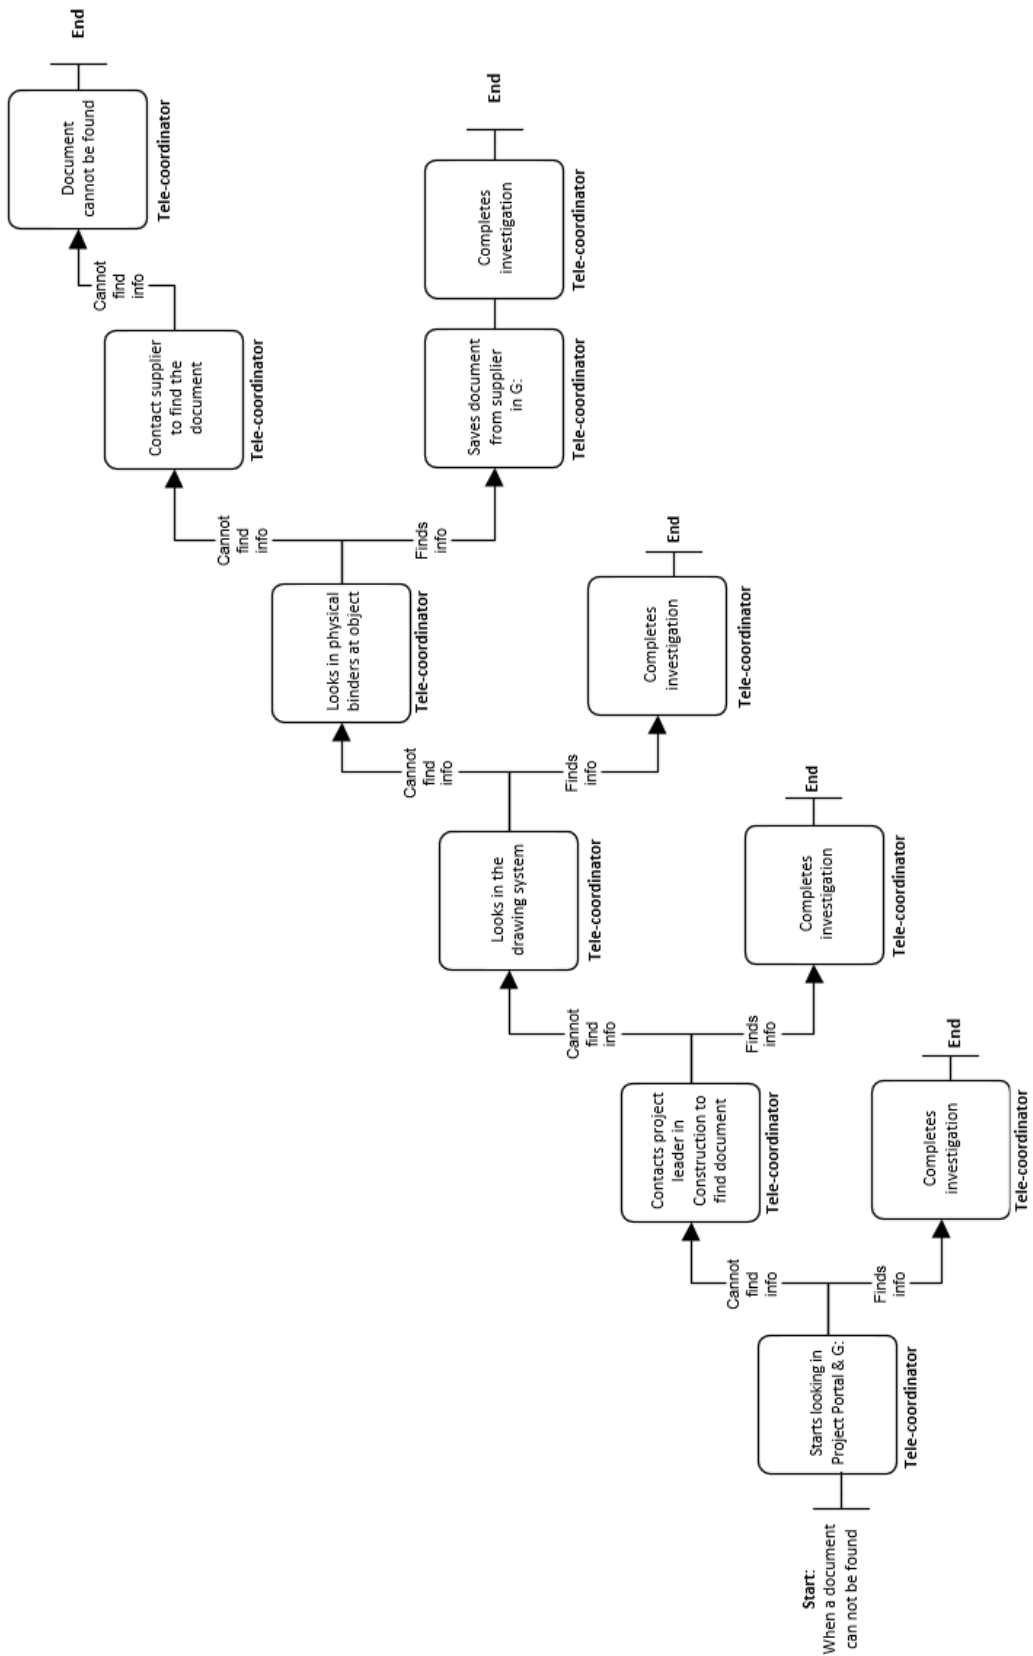 Start:
When a document
can not be found
Starts looking in
Project Portal & G:
Tele-coordinator
Cannot
find
info
Finds
info
Contacts project
leader in
Construction to
find document
Tele-coordinator
Completes
investigation
Tele-coordinator
End
Cannot
find
info
Finds
info
Looks in the
drawing system
Tele-coordinator
Completes
investigation
Tele-coordinator
End
Cannot
find
info
Finds
info
Looks in physical
binders at object
Tele-coordinator
Completes
investigation
Tele-coordinator
End
Cannot
find
info
Finds
info
Contact supplier
to find the
document
Tele-coordinator
Saves document
from supplier
in G:
Tele-coordinator
Completes
investigation
Tele-coordinator
End
Cannot
find
info
Document
cannot be found
Tele-coordinator
End